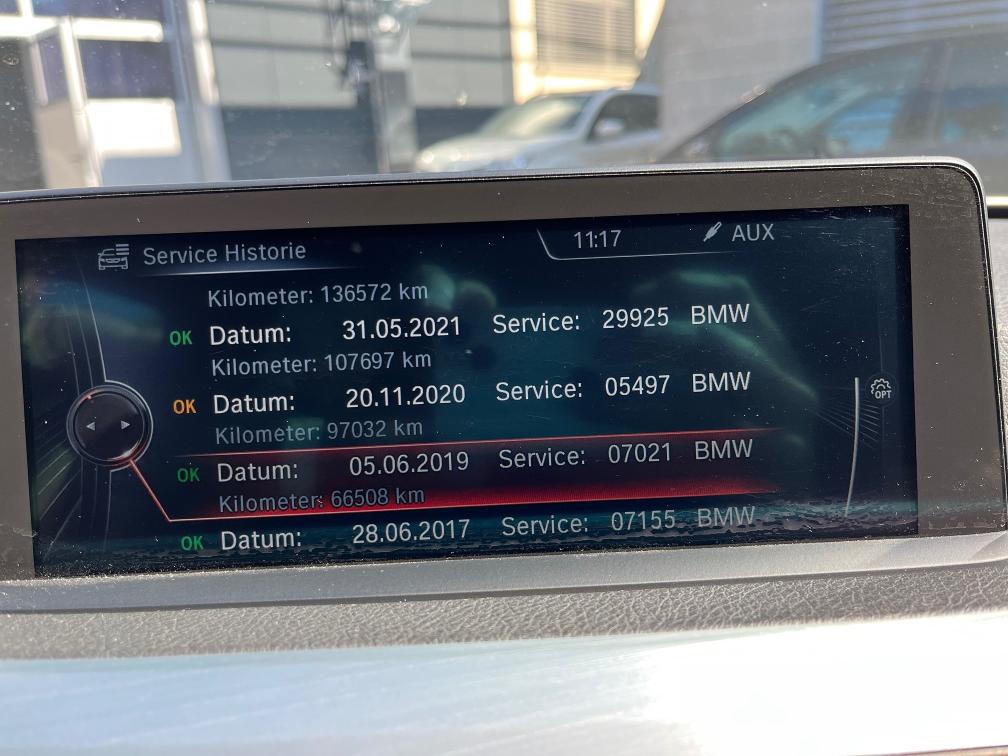 Service Historie 11:17 AUX
Kilometer: 136572 km
OK Datum: 31.05.2021 Service: 29925 BMW
Kilometer: 107697 km
OK Datum: 20.11.2020 Service: 05497 BMW
Kilometer: 97032 km
OK Datum: 05.06.2019 Service: 07021 BMW
Kilometer: 66508 km
OK Datum: 28.06.2017 Service: 07155 BMW
OPT